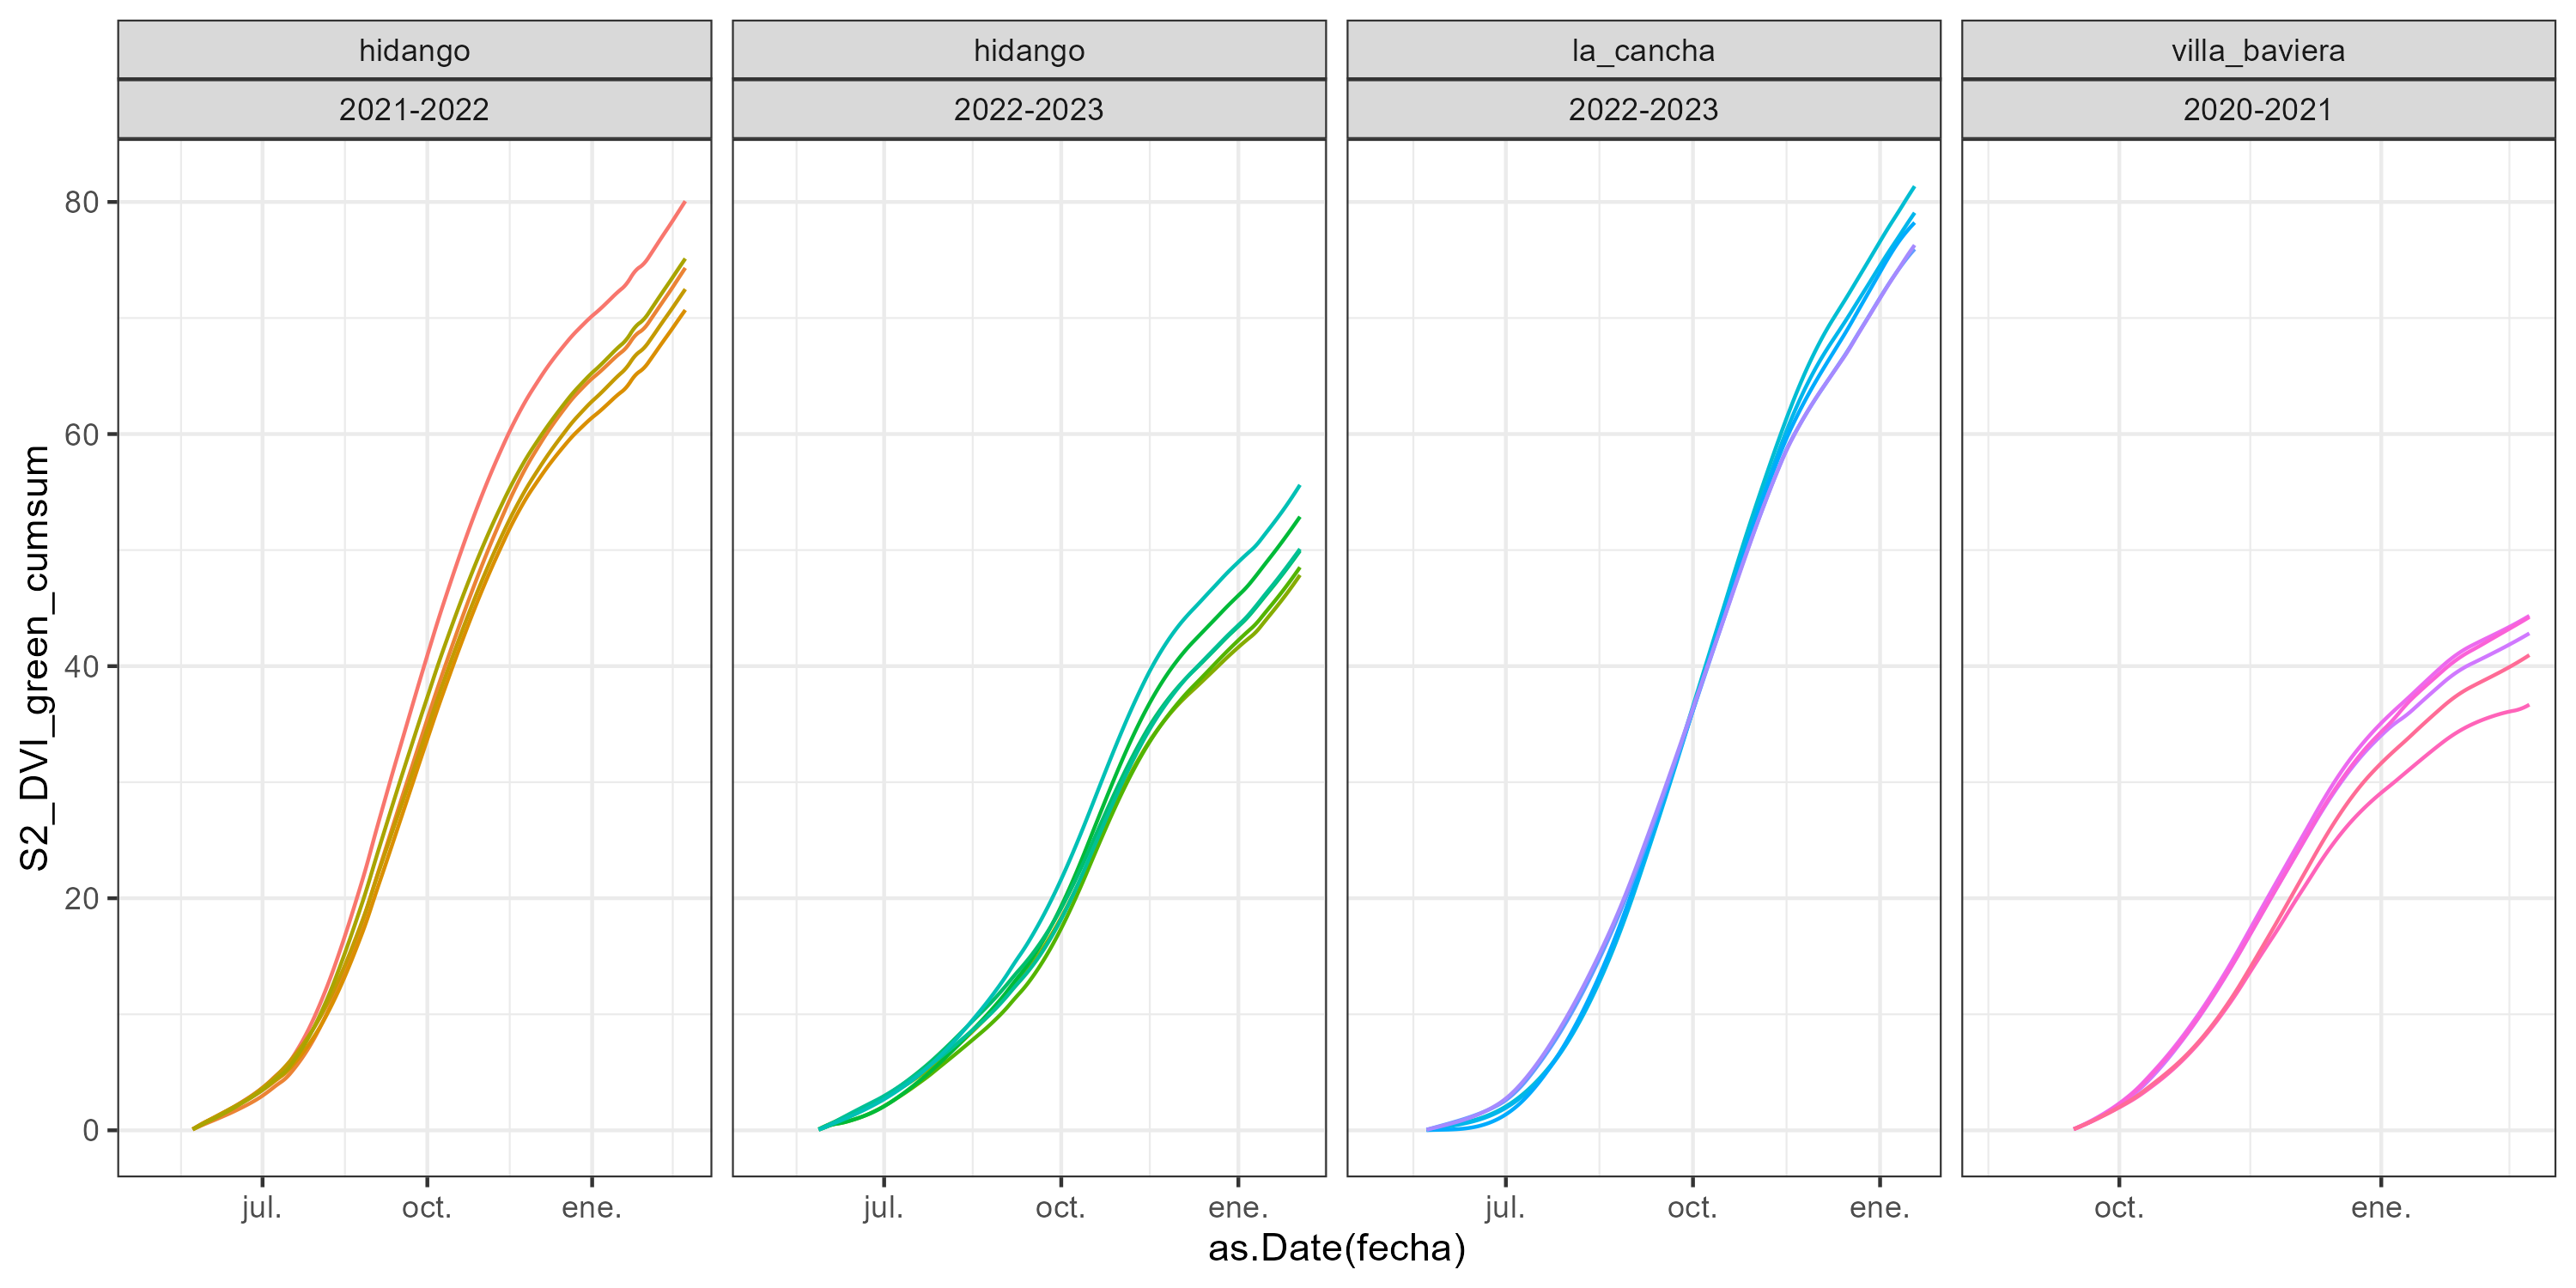 hidango
hidango
la_cancha
villa_baviera
2021-2022
2022-2023
2022-2023
2020-2021
S2_DVI_green_cumsum
80
60
40
20
0
jul.
oct.
ene.
jul.
oct.
ene.
jul.
oct.
ene.
oct.
ene.
as.Date(fecha)